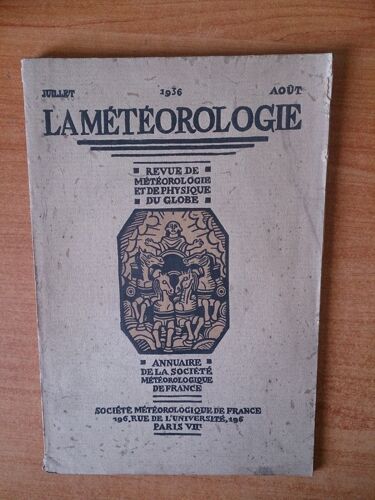 JUILLET 1936 AOÛT
LA MÉTÉOROLOGIE
REVUE DE
MÉTÉOROLOGIE
ET DE PHYSIQUE
DU GLOBE
ANNUAIRE
DE LA SOCIÉTÉ
MÉTÉOROLOGIQUE
DE FRANCE
SOCIÉTÉ MÉTÉOROLOGIQUE DE FRANCE
196, RUE DE L'UNIVERSITÉ, 196
PARIS VIIᵉ